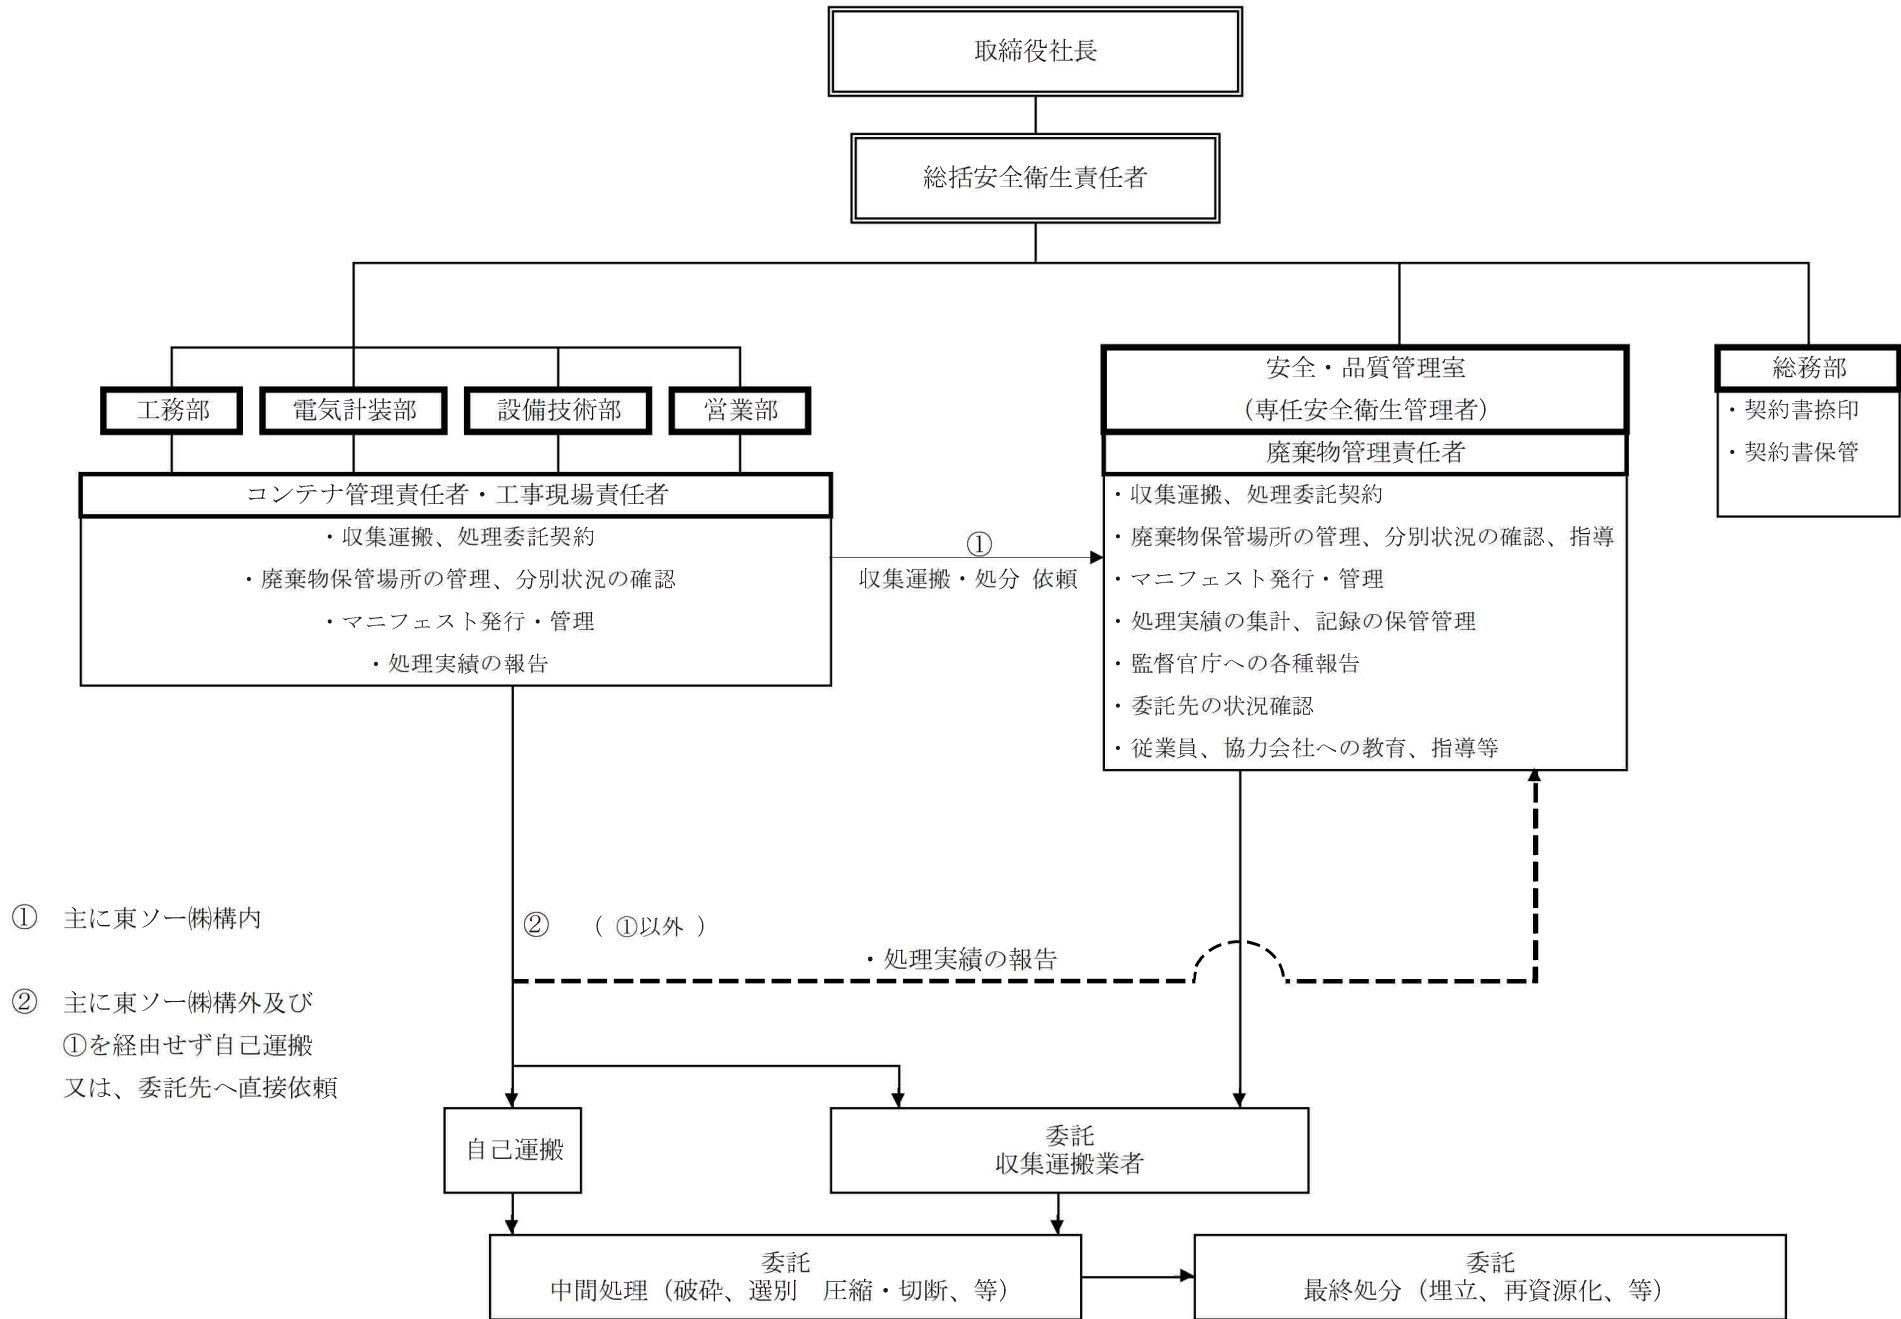 取締役社長
総括安全衛生責任者
工務部
電気計装部
設備技術部
営業部
コンテナ管理責任者・工事現場責任者
・収集運搬、処理委託契約
・廃棄物保管場所の管理、分別状況の確認
・マニフェスト発行・管理
・処理実績の報告
①
収集運搬・処分 依頼
安全・品質管理室
（専任安全衛生管理者）
廃棄物管理責任者
・収集運搬、処理委託契約
・廃棄物保管場所の管理、分別状況の確認、指導
・マニフェスト発行・管理
・処理実績の集計、記録の保管管理
・監督官庁への各種報告
・委託先の状況確認
・従業員、協力会社への教育、指導等
総務部
・契約書捺印
・契約書保管
① 主に東ソー㈱構内
② 主に東ソー㈱構外及び
①を経由せず自己運搬
又は、委託先へ直接依頼
② （ ①以外 ）
・処理実績の報告
自己運搬
委託
収集運搬業者
委託
中間処理（破砕、選別　圧縮・切断、等）
委託
最終処分（埋立、再資源化、等）